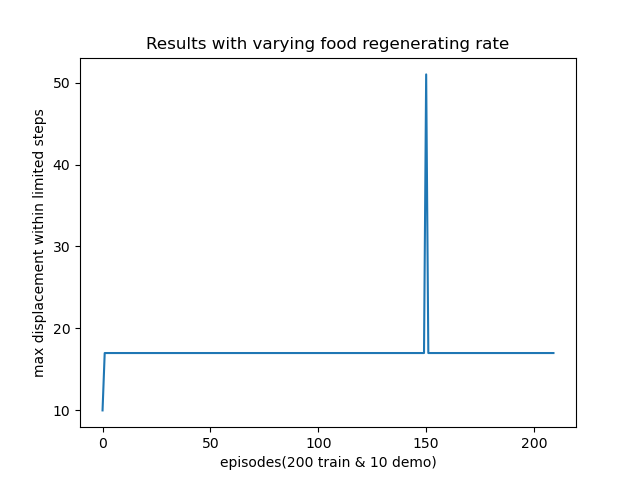 Results with varying food regenerating rate
50
40
30
20
10
max displacement within limited steps
0 50 100 150 200
episodes(200 train & 10 demo)